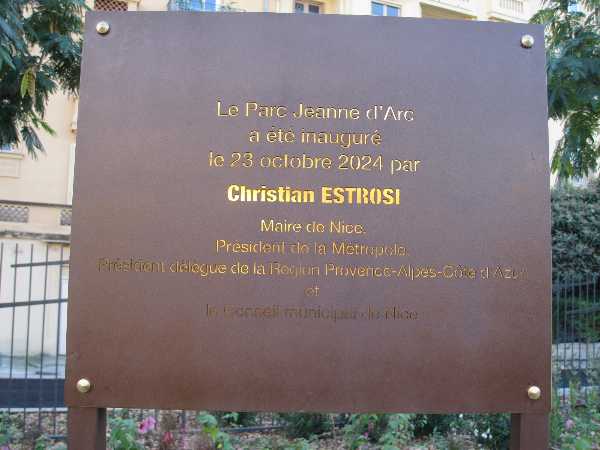 Le Parc Jeanne d'Arc
a été inauguré
le 23 octobre 2024 par
Christian ESTROSI
Maire de Nice,
Président de la Métropole,
Président délégué de la Région Provence-Alpes-Côte d'Azur
et
le Conseil municipal de Nice